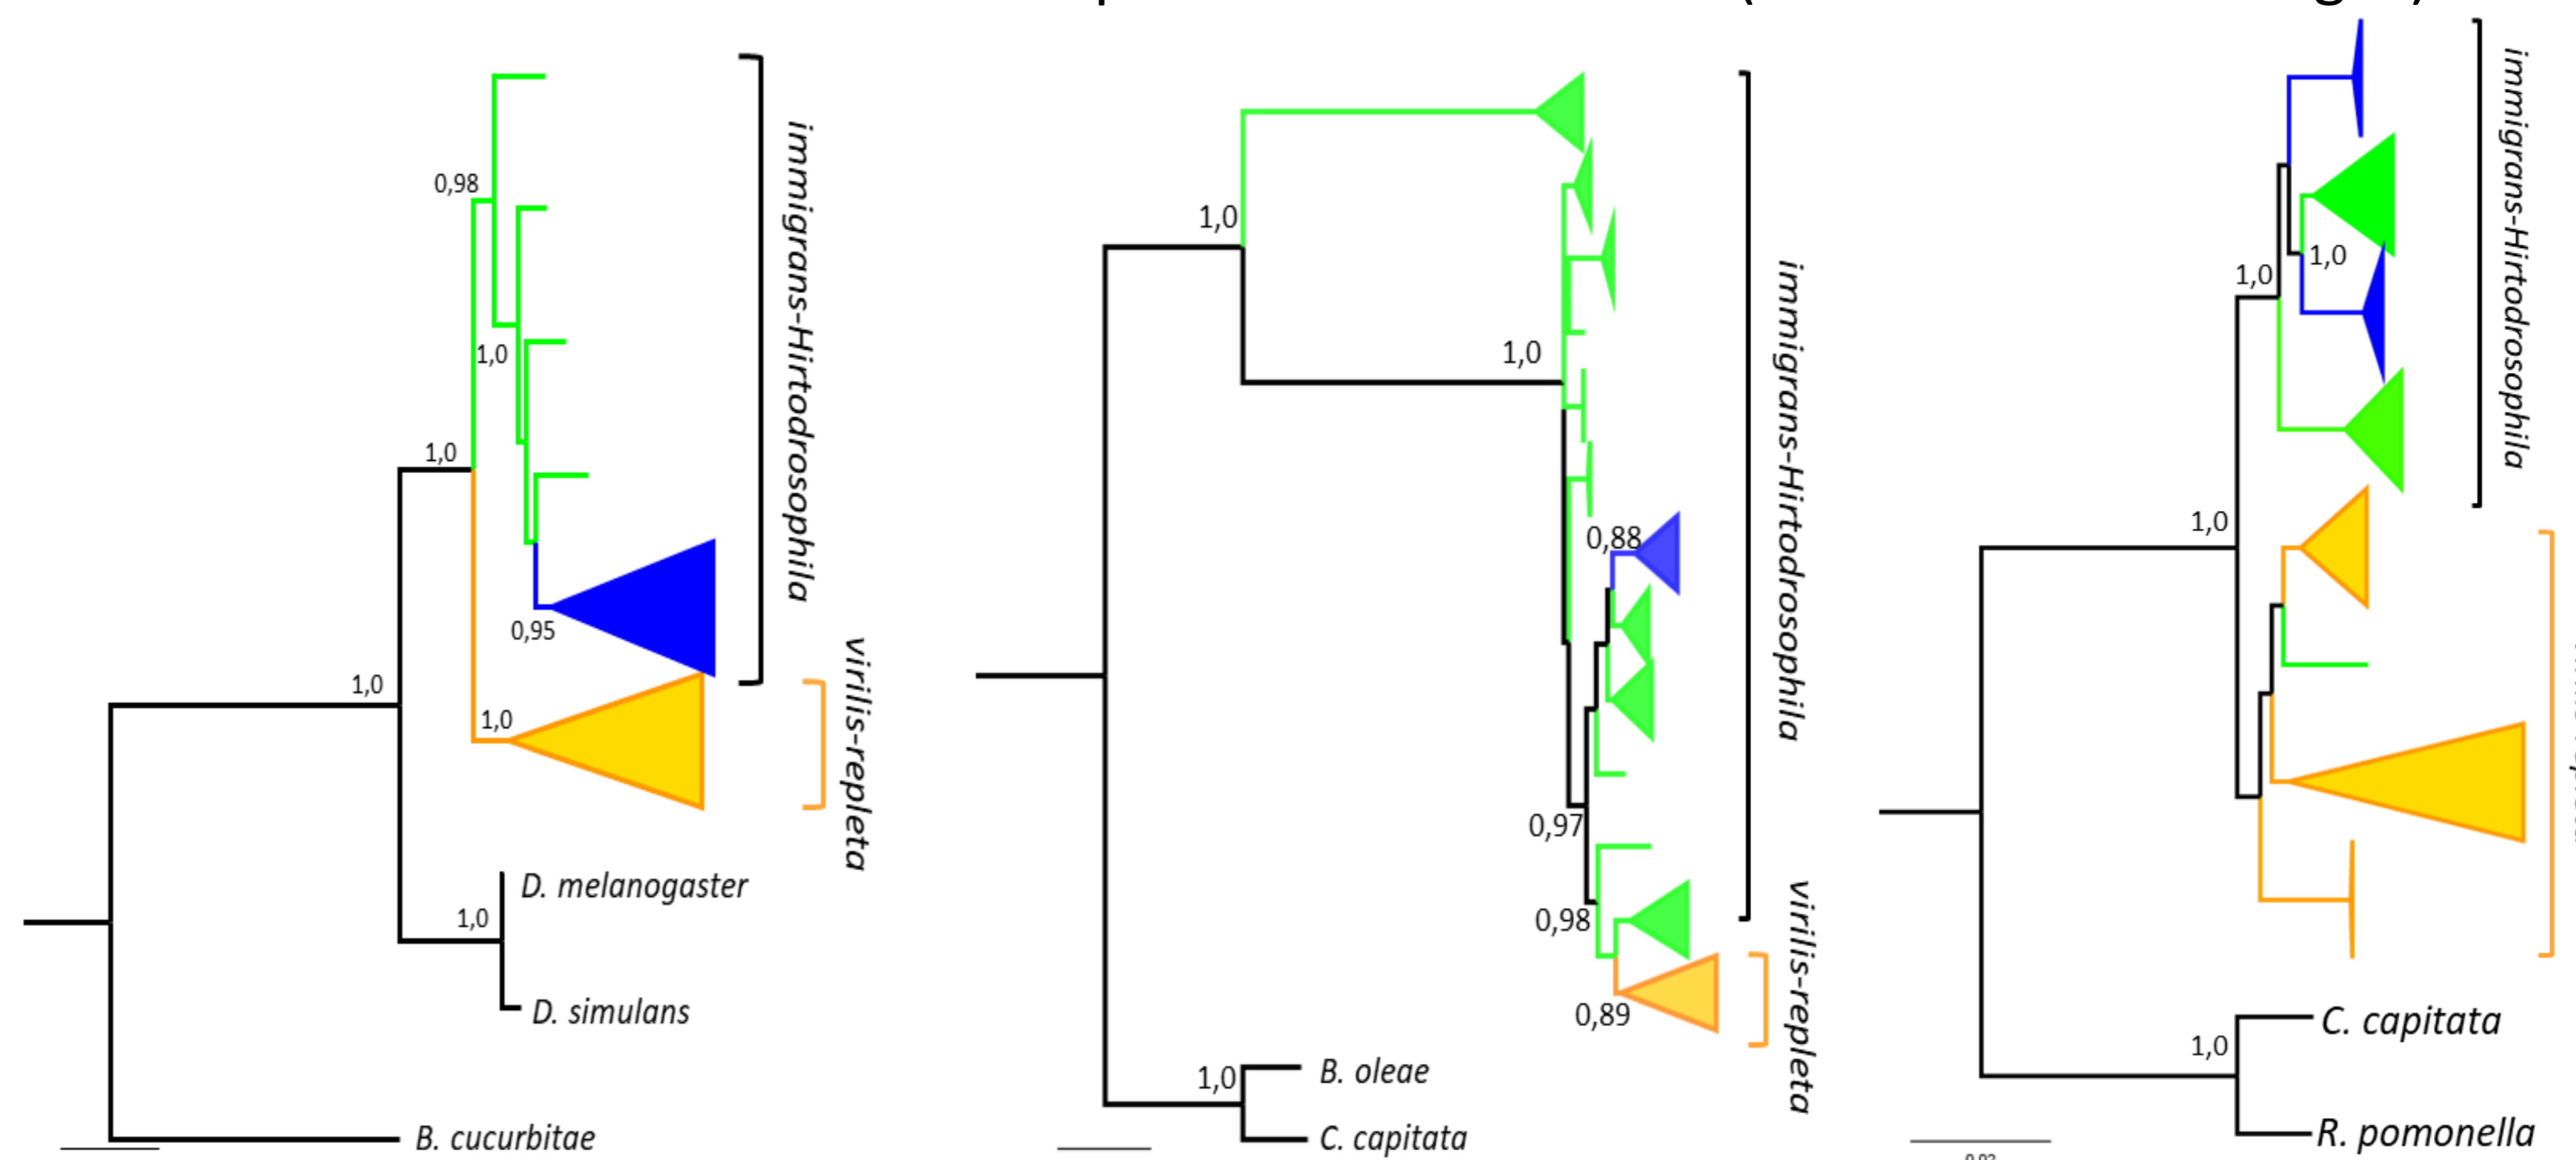 0,98
1,0
1,0
0,95
1,0
1,0
1,0
immigrans-Hirtodrosophila
virilis-repleta
D. melanogaster
D. simulans
B. cucurbitae
1,0
1,0
0,88
0,97
0,98
0,89
1,0
immigrans-Hirtodrosophila
virilis-repleta
B. oleae
C. capitata
1,0
1,0
1,0
1,0
immigrans-Hirtodrosophila
C. capitata
R. pomonella